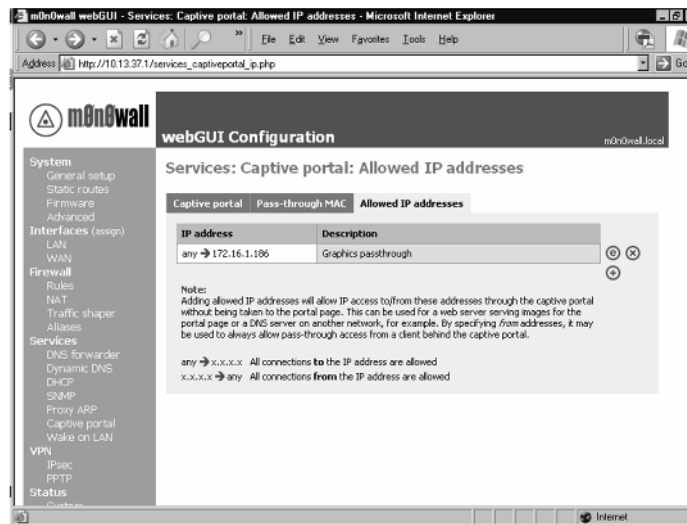 m0n0wall webGUI - Services: Captive portal: Allowed IP addresses - Microsoft Internet Explorer
File Edit View Favorites Tools Help
Address http://10.13.37.1/services_captiveportal_ip.php Go
m0n0wall
webGUI Configuration
m0n0wall.local
System
General setup
Static routes
Firmware
Advanced
Interfaces (assign)
LAN
WAN
Firewall
Rules
NAT
Traffic shaper
Aliases
Services
DNS forwarder
Dynamic DNS
DHCP
SNMP
Proxy ARP
Captive portal
Wake on LAN
VPN
IPsec
PPTP
Status
Services: Captive portal: Allowed IP addresses
Captive portal Pass-through MAC Allowed IP addresses
IP address Description
any → 172.16.1.186 Graphics passthrough
Note:
Adding allowed IP addresses will allow IP access to/from these addresses through the captive portal
without being taken to the portal page. This can be used for a web server serving images for the
portal page or a DNS server on another network, for example. By specifying from addresses, it may
be used to always allow pass-through access from a client behind the captive portal.
any → x.x.x.x All connections to the IP address are allowed
x.x.x.x → any All connections from the IP address are allowed
Internet